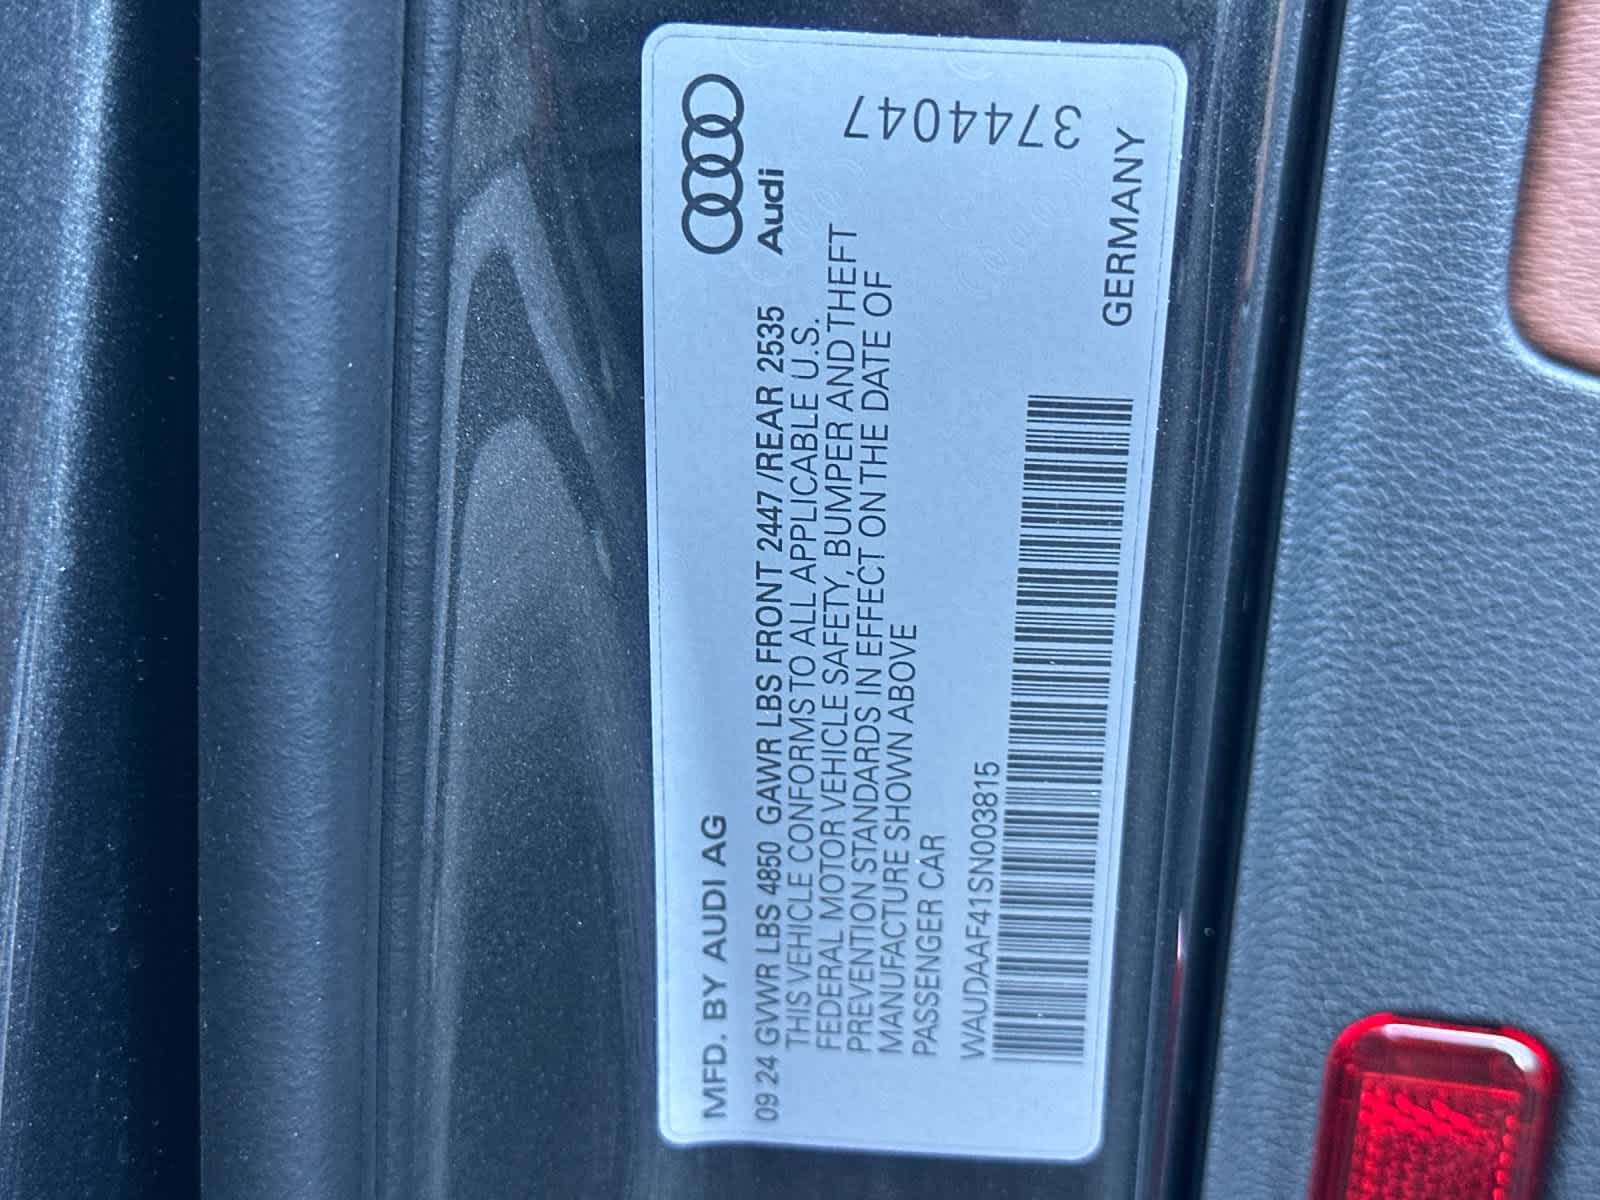 MFD. BY AUDI AG
Audi
09 24 GVWR LBS 4850 GAWR LBS FRONT 2447 /REAR 2535
THIS VEHICLE CONFORMS TO ALL APPLICABLE U.S.
FEDERAL MOTOR VEHICLE SAFETY, BUMPER AND THEFT
PREVENTION STANDARDS IN EFFECT ON THE DATE OF
MANUFACTURE SHOWN ABOVE
PASSENGER CAR
3744047
WAUDAAF41SN003815
GERMANY